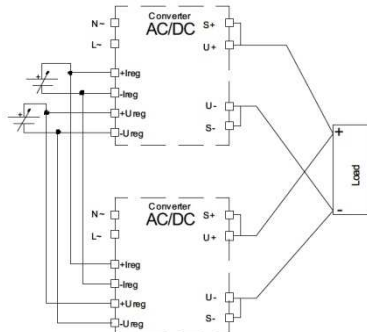 Converter
AC/DC
N~
L~
+Ireg
-Ireg
+Ureg
-Ureg
S+
U+
U-
S-
+
+
+
-
Load
Converter
AC/DC
N~
L~
+Ireg
-Ireg
+Ureg
-Ureg
S+
U+
U-
S-